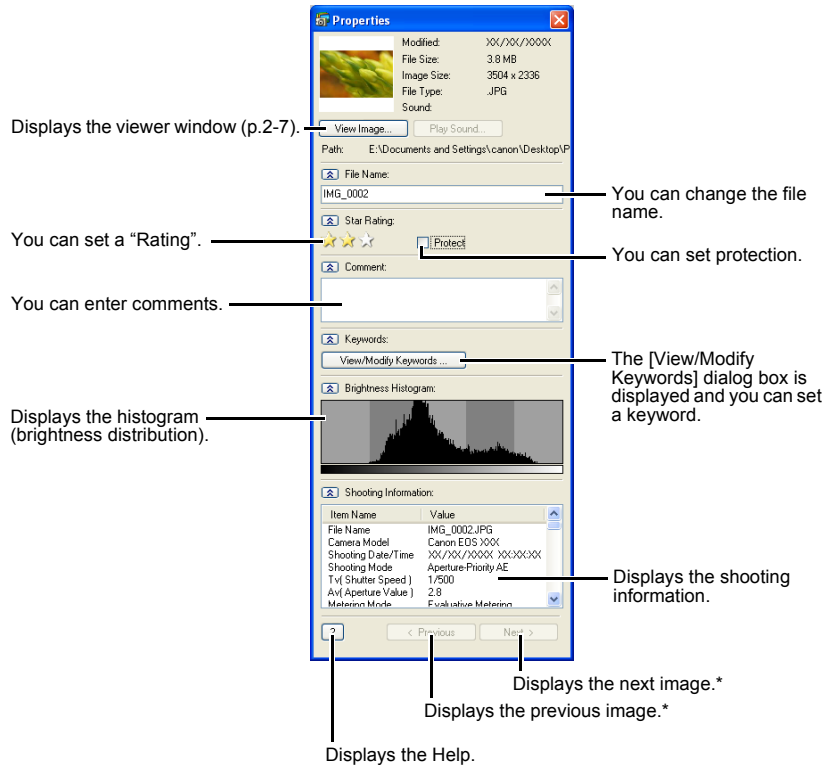 Properties
Modified: XX/XX/XXXX
File Size: 3.8 MB
Image Size: 3504 x 2336
File Type: .JPG
Sound:
Displays the viewer window (p.2-7).
View Image...
Play Sound...
Path: E:\Documents and Settings\canon\Desktop\P
File Name:
IMG_0002
You can change the file
name.
Star Rating:
You can set a “Rating”.
Protect
You can set protection.
Comment:
You can enter comments.
Keywords:
View/Modify Keywords ...
The [View/Modify
Keywords] dialog box is
displayed and you can set
a keyword.
Brightness Histogram:
Displays the histogram
(brightness distribution).
Shooting Information:
Item Name Value
File Name IMG_0002.JPG
Camera Model Canon EOS XXX
Shooting Date/Time XX/XX/XXXX XX:XX:XX
Shooting Mode Aperture-Priority AE
Tv( Shutter Speed ) 1/500
Av( Aperture Value ) 2.8
Metering Mode Evaluative Metering
Displays the shooting
information.
?
< Previous
Next >
Displays the next image.*
Displays the previous image.*
Displays the Help.